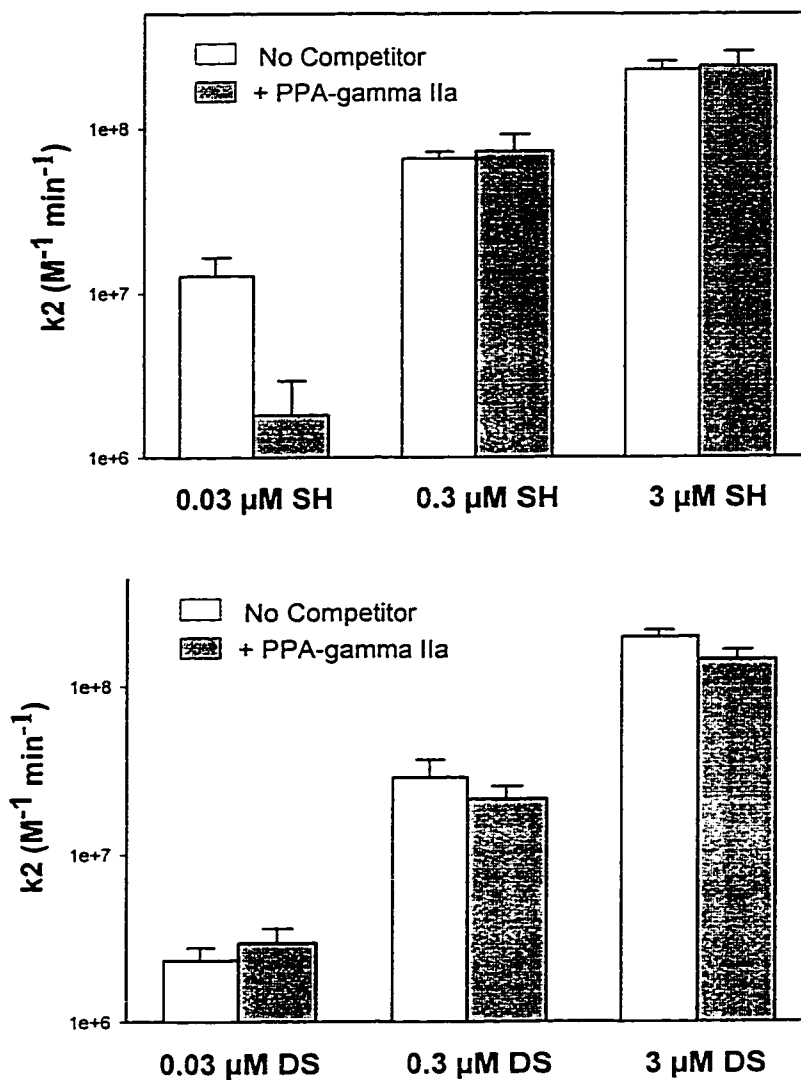 No Competitor
+ PPA-gamma IIa
k2 (M⁻¹ min⁻¹)
1e+8
1e+7
1e+6
0.03 µM SH
0.3 µM SH
3 µM SH
No Competitor
+ PPA-gamma IIa
k2 (M⁻¹ min⁻¹)
1e+8
1e+7
1e+6
0.03 µM DS
0.3 µM DS
3 µM DS